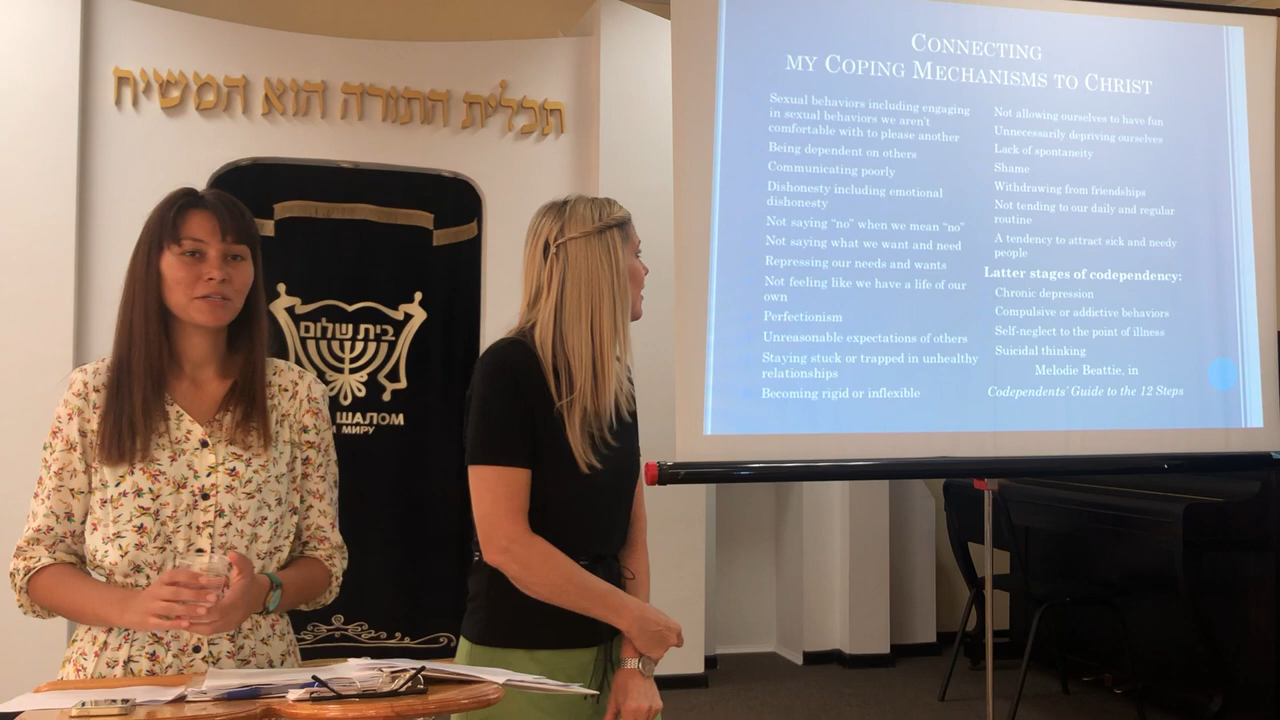 תכלית התורה הוא המשיח
בית שלום
ШАЛОМ
МИРУ
CONNECTING
MY COPING MECHANISMS TO CHRIST
Sexual behaviors including engaging
in sexual behaviors we aren't
comfortable with to please another
Being dependent on others
Communicating poorly
Dishonesty including emotional
dishonesty
Not saying "no" when we mean "no"
Not saying what we want and need
Repressing our needs and wants
Not feeling like we have a life of our
own
Perfectionism
Unreasonable expectations of others
Staying stuck or trapped in unhealthy
relationships
Becoming rigid or inflexible
Not allowing ourselves to have fun
Unnecessarily depriving ourselves
Lack of spontaneity
Shame
Withdrawing from friendships
Not tending to our daily and regular
routine
A tendency to attract sick and needy
people
Latter stages of codependency:
Chronic depression
Compulsive or addictive behaviors
Self-neglect to the point of illness
Suicidal thinking
Melodie Beattie, in
Codependents' Guide to the 12 Steps